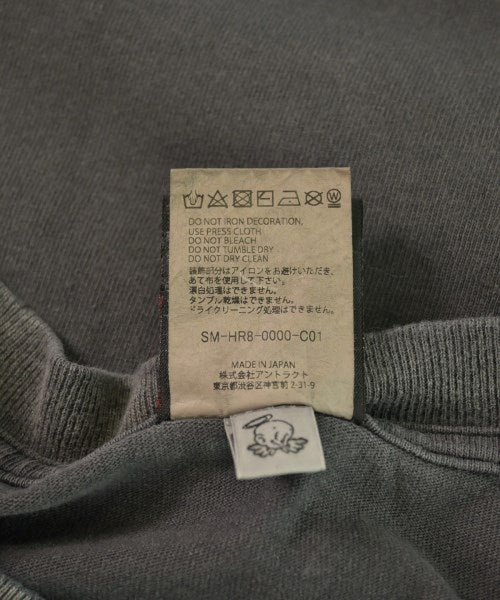 DO NOT IRON DECORATION,
USE PRESS CLOTH
DO NOT BLEACH
DO NOT TUMBLE DRY
DO NOT DRY CLEAN
装飾部分はアイロンをお避けいただき、
あて布を使用して下さい。
漂白処理はできません。
タンブル乾燥はできません。
ドライクリーニング処理はできません。
SM-HR8-0000-C01
MADE IN JAPAN
株式会社アントラクト
東京都渋谷区神宮前 2-31-9